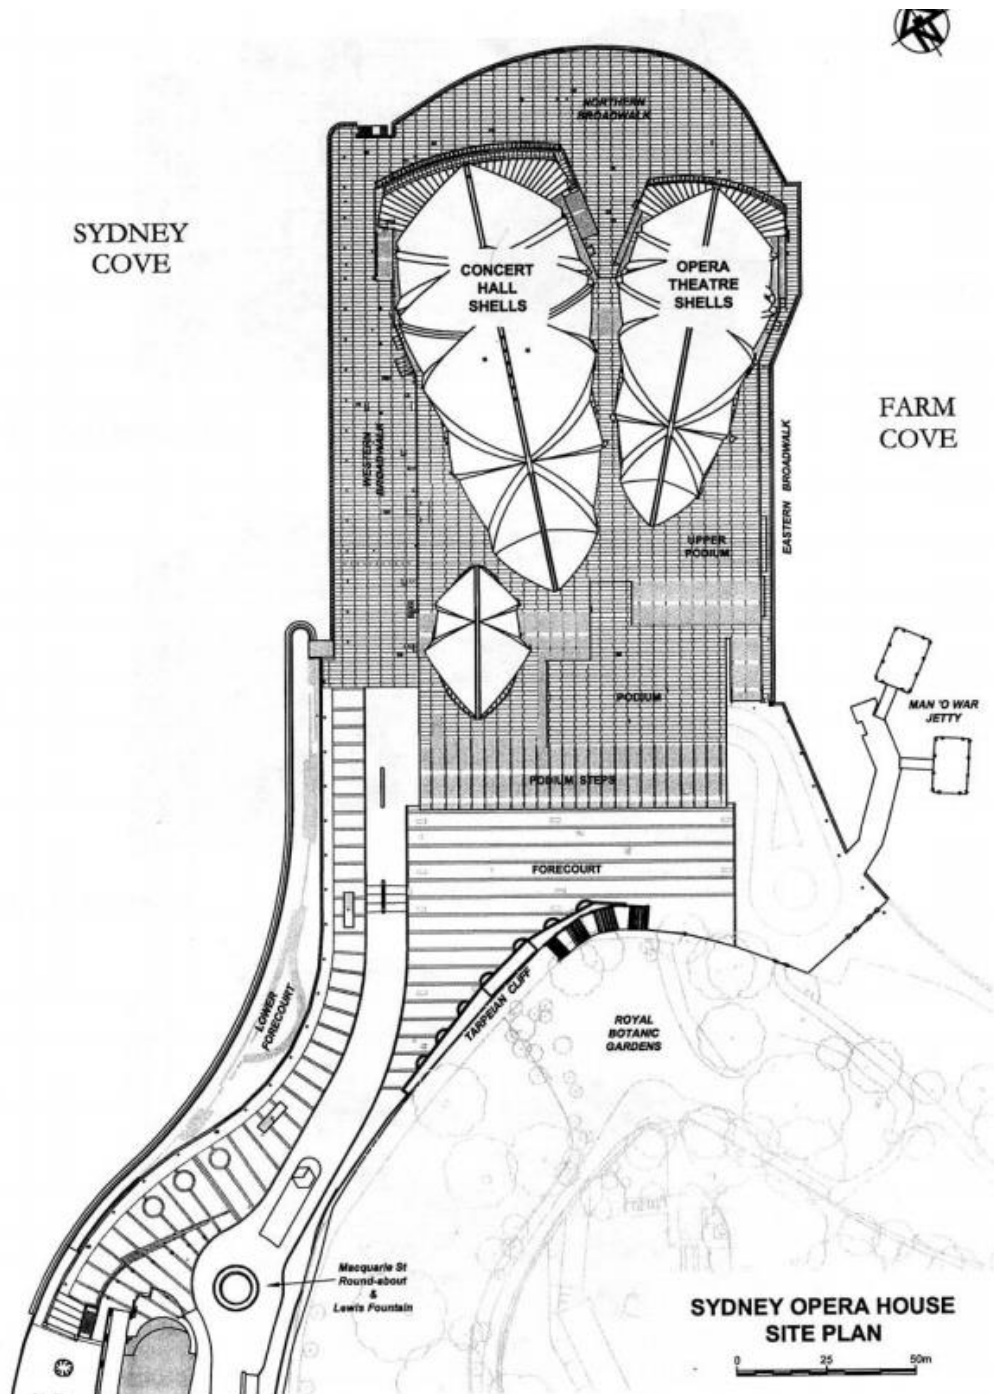 N
NORTHERN
BROADWALK
SYDNEY
COVE
CONCERT
HALL
SHELLS
OPERA
THEATRE
SHELLS
FARM
COVE
WESTERN
BROADWALK
EASTERN BROADWALK
UPPER
PODIUM
PODIUM
MAN 'O WAR
JETTY
PODIUM STEPS
FORECOURT
TARPEIAN CLIFF
LOWER
FORECOURT
ROYAL
BOTANIC
GARDENS
Macquarie St
Round-about
&
Lewis Fountain
SYDNEY OPERA HOUSE
SITE PLAN
0 25 50m